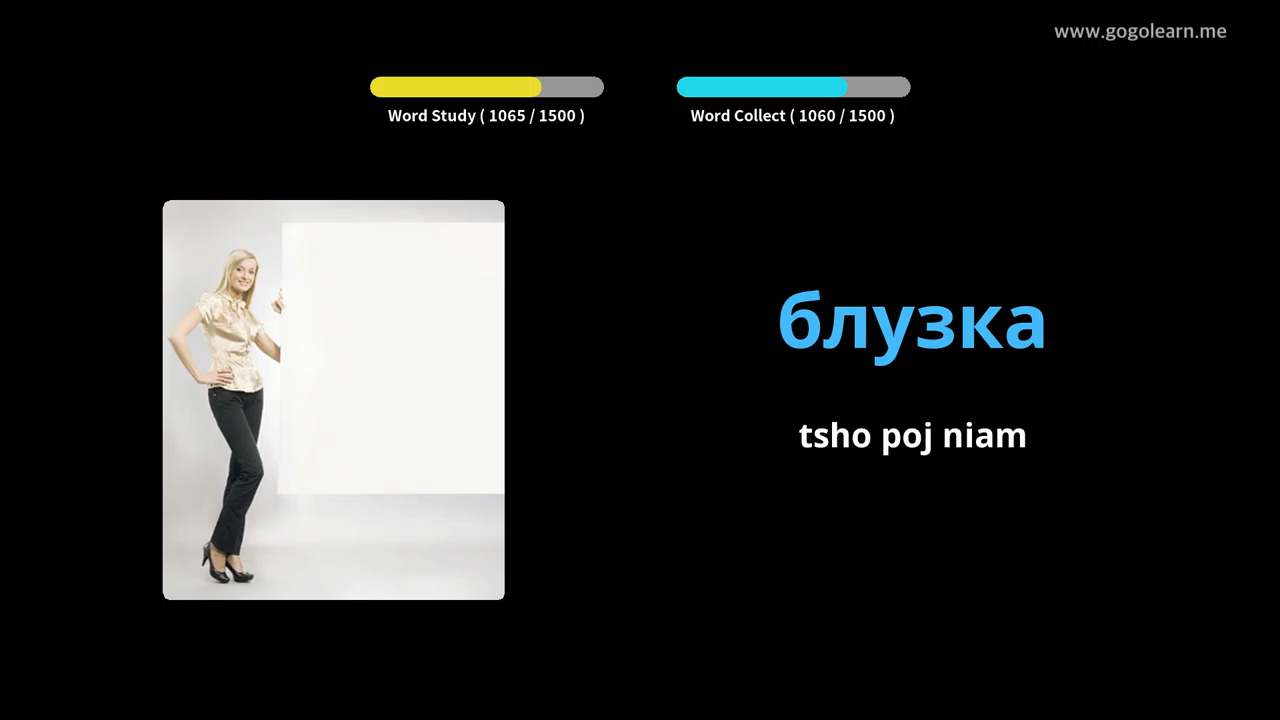 www.gogolearn.me
Word Study ( 1065 / 1500 )
Word Collect ( 1060 / 1500 )
блузка
tsho poj niam